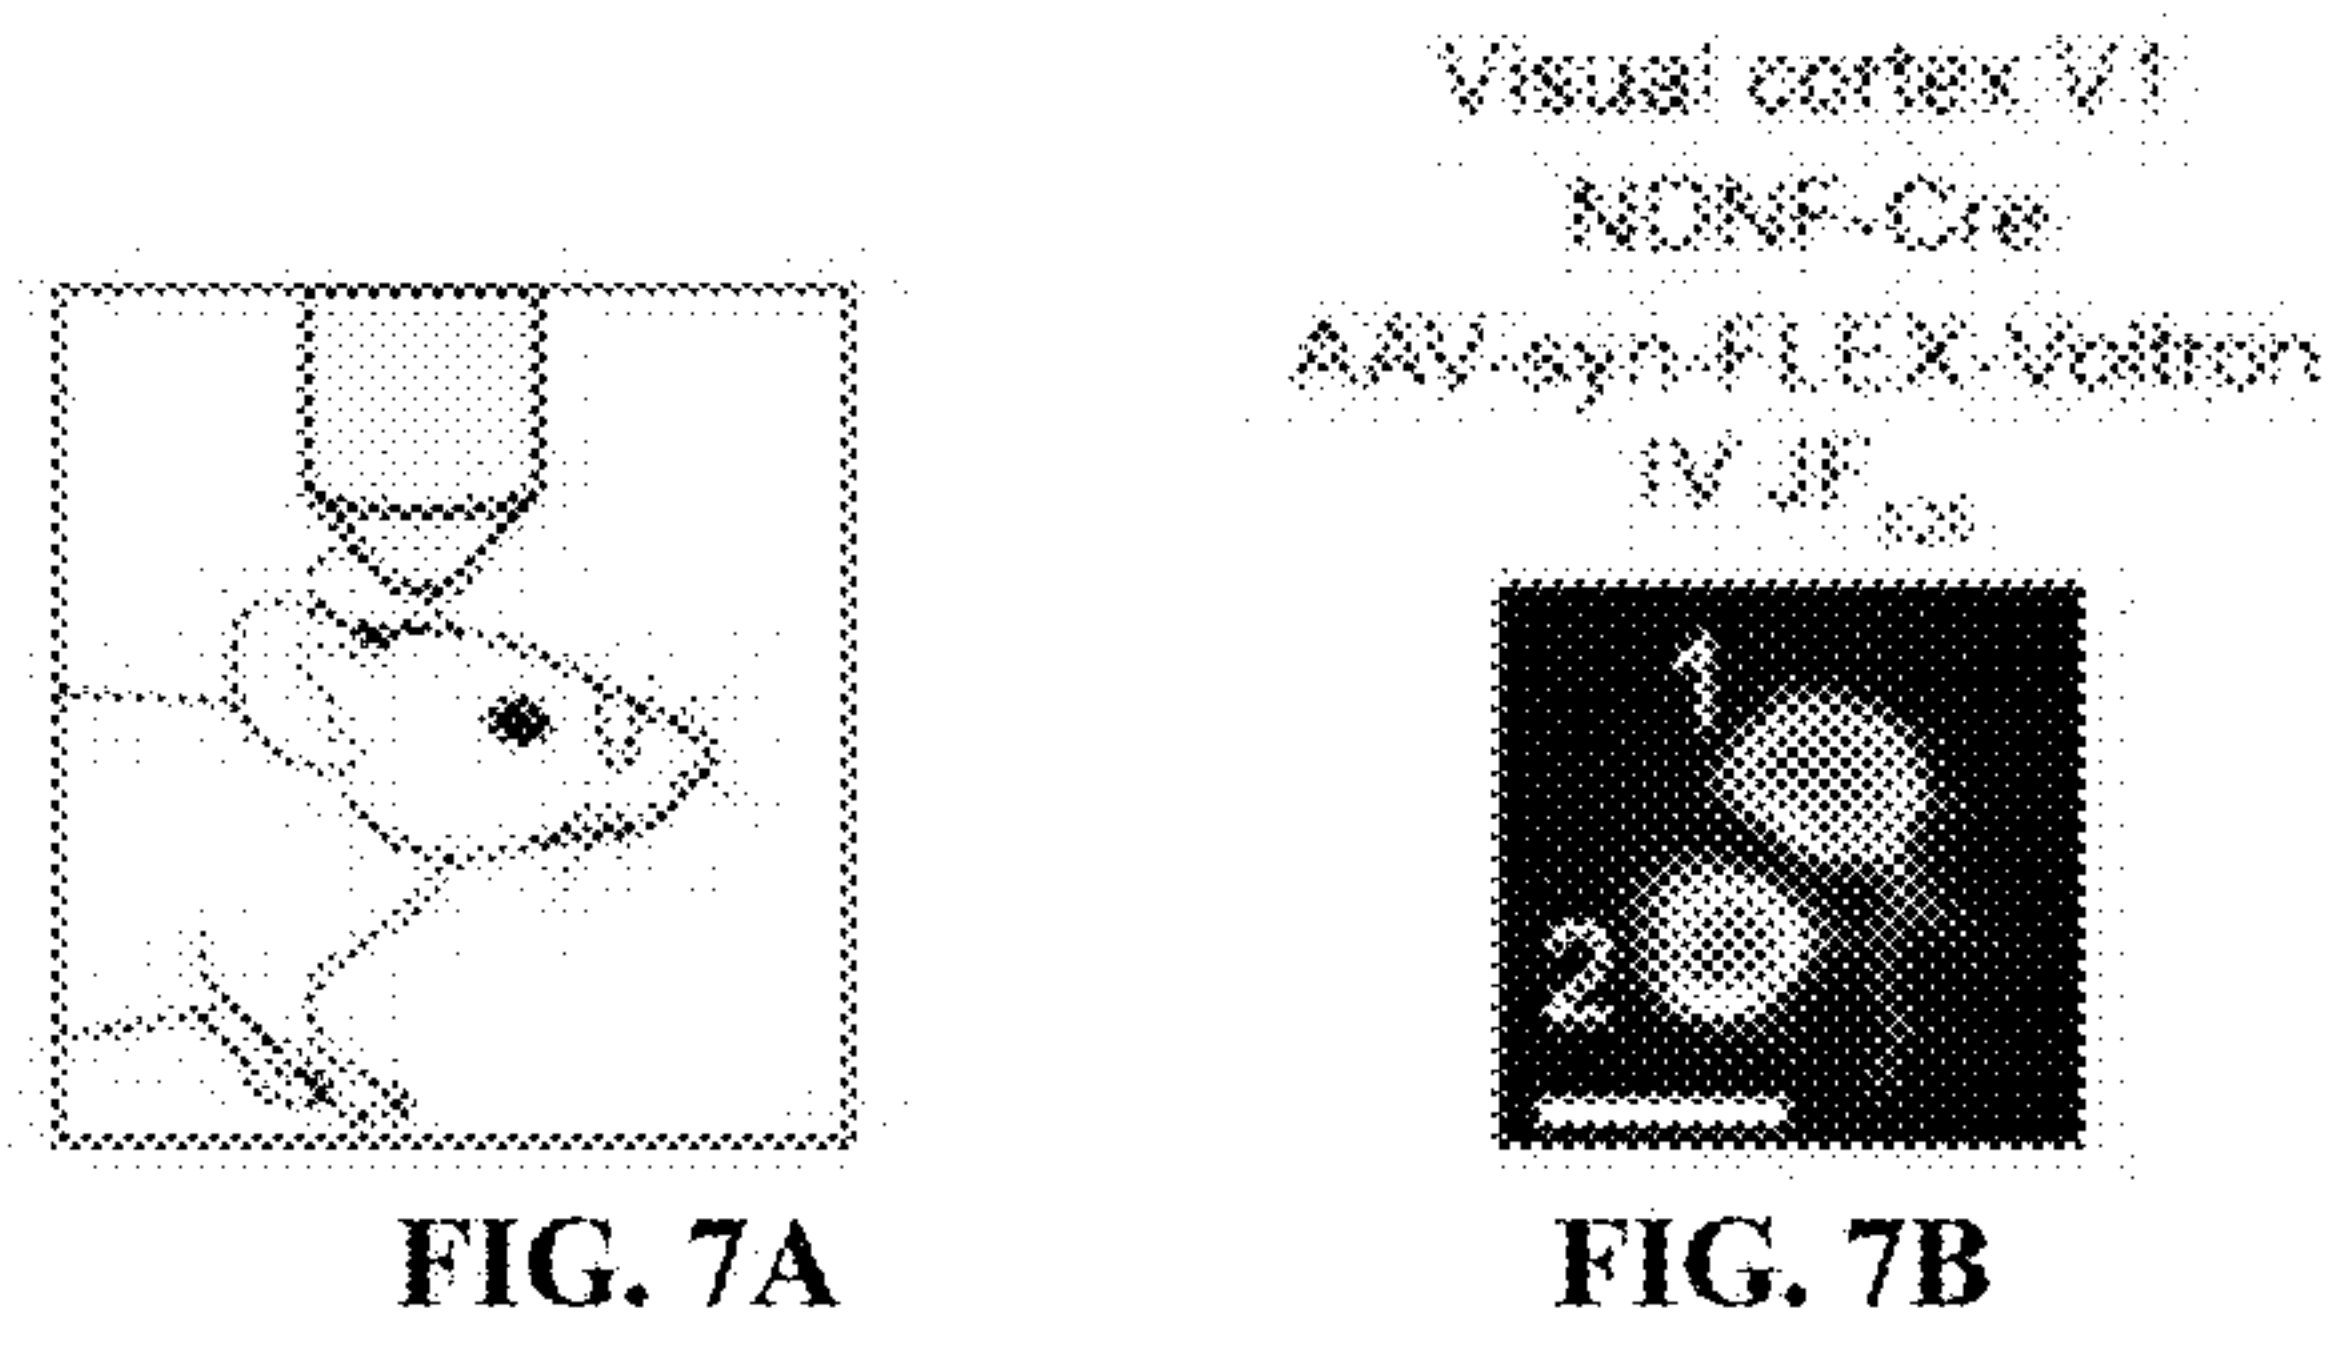 Visual cortex V1
NDNF-Cre
AAV-syn-FLEX-Voltron
IV JF
1
2
FIG. 7A
FIG. 7B